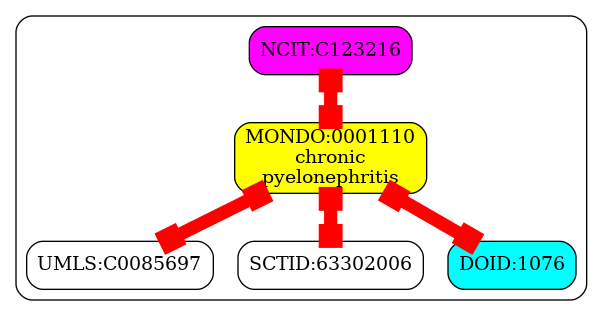 NCIT:C123216
MONDO:0001110
chronic
pyelonephritis
UMLS:C0085697
SCTID:63302006
DOID:1076